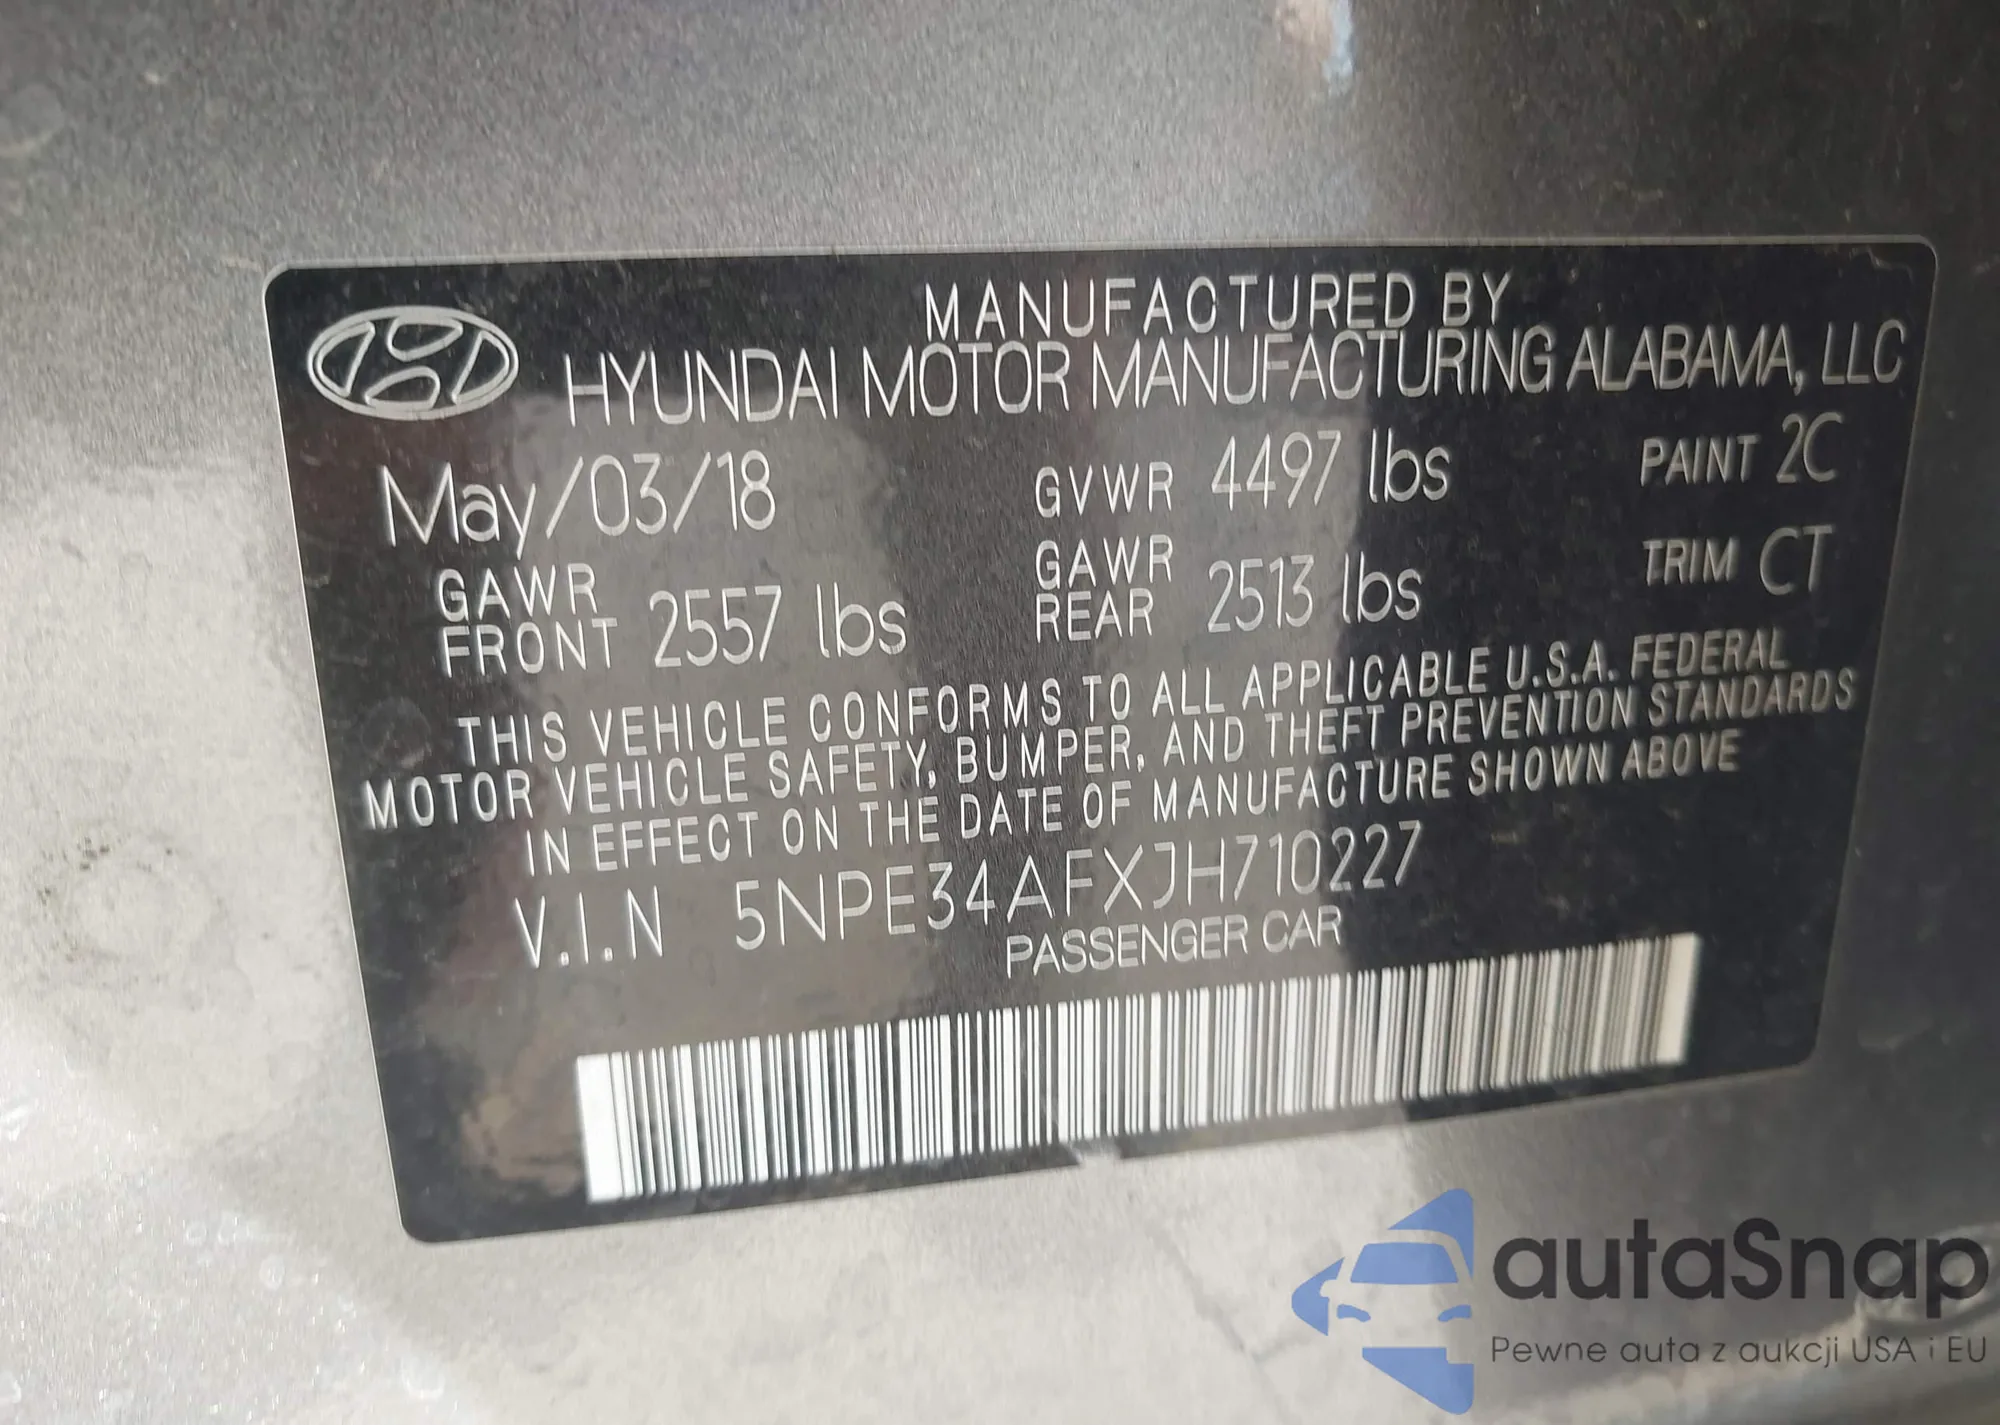 MANUFACTURED BY
HYUNDAI MOTOR MANUFACTURING ALABAMA, LLC
May/03/18 GVWR 4497 lbs PAINT 2C
GAWR FRONT 2557 lbs GAWR REAR 2513 lbs TRIM CT
THIS VEHICLE CONFORMS TO ALL APPLICABLE U.S.A. FEDERAL
MOTOR VEHICLE SAFETY, BUMPER, AND THEFT PREVENTION STANDARDS
IN EFFECT ON THE DATE OF MANUFACTURE SHOWN ABOVE
V.I.N 5NPE34AFXJH710227
PASSENGER CAR
autaSnap
Pewne auta z aukcji USA i EU